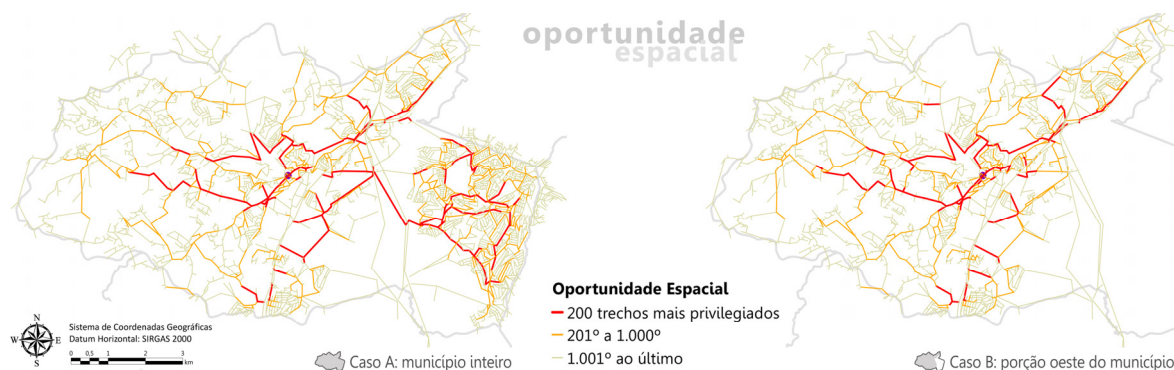 oportunidade
espacial
Oportunidade Espacial
200 trechos mais privilegiados
201º a 1.000º
1.001º ao último
N
W E
S
Sistema de Coordenadas Geográficas
Datum Horizontal: SIRGAS 2000
0 0,5 1 2 3
km
Caso A: município inteiro
Caso B: porção oeste do município